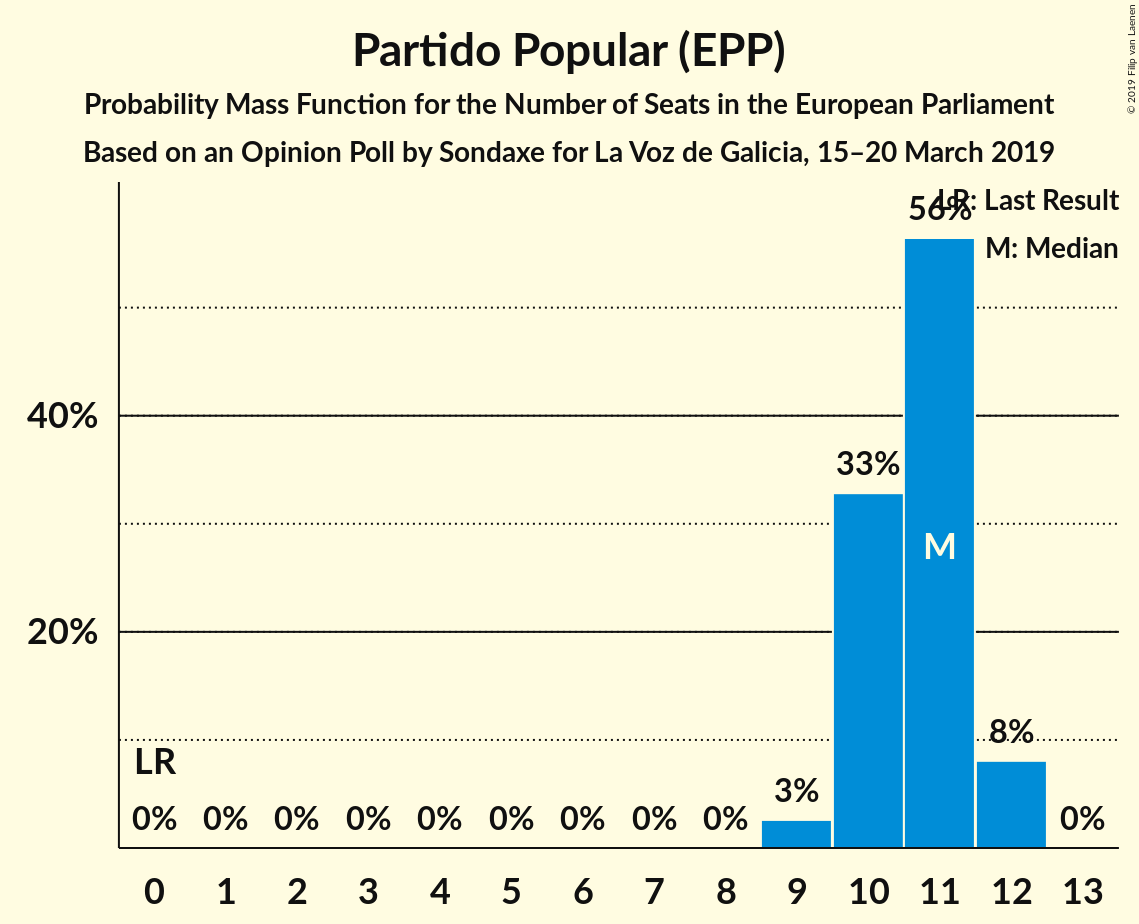 Partido Popular (EPP)
Probability Mass Function for the Number of Seats in the European Parliament
Based on an Opinion Poll by Sondaxe for La Voz de Galicia, 15–20 March 2019
© 2019 Filip van Laenen
LR: Last Result
M: Median
56%
40%
33%
M
20%
8%
LR
3%
0% 0% 0% 0% 0% 0% 0% 0% 0% 0%
0 1 2 3 4 5 6 7 8 9 10 11 12 13